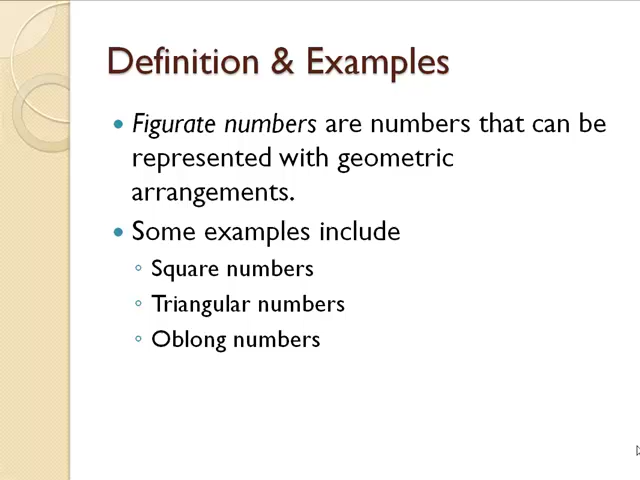 Definition & Examples
• Figurate numbers are numbers that can be
represented with geometric
arrangements.
• Some examples include
◦ Square numbers
◦ Triangular numbers
◦ Oblong numbers